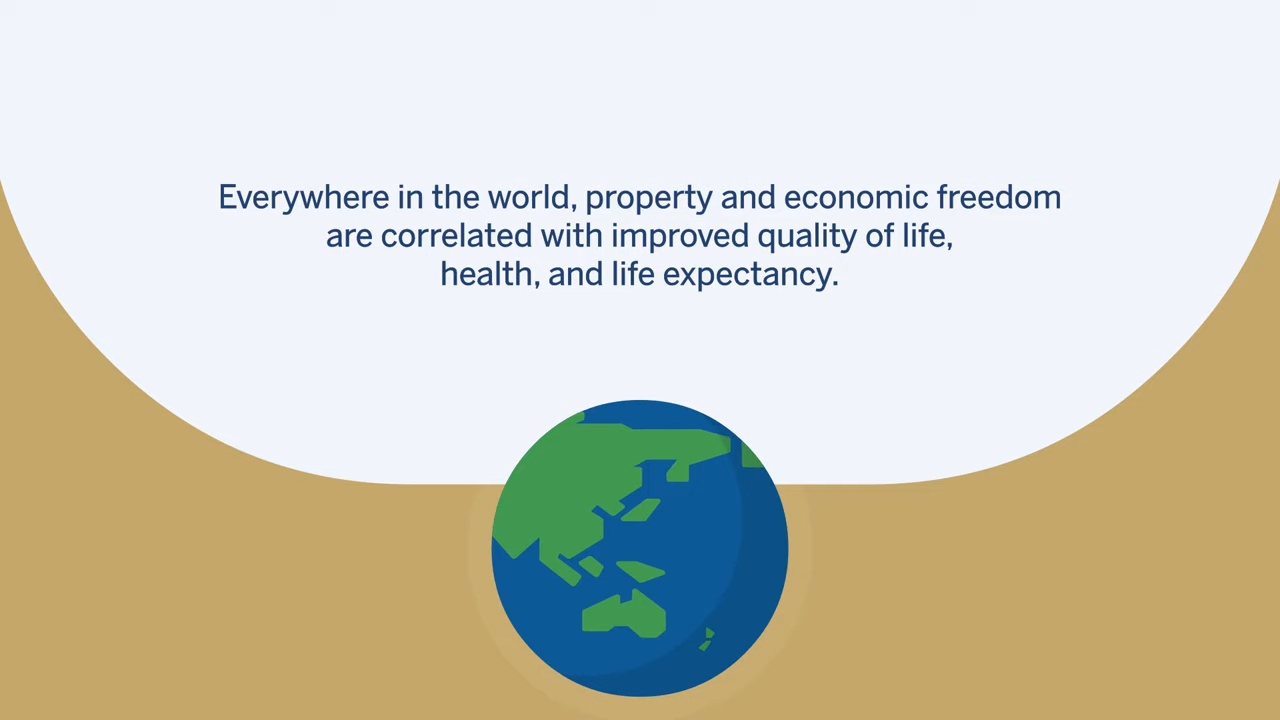 Everywhere in the world, property and economic freedom
are correlated with improved quality of life,
health, and life expectancy.